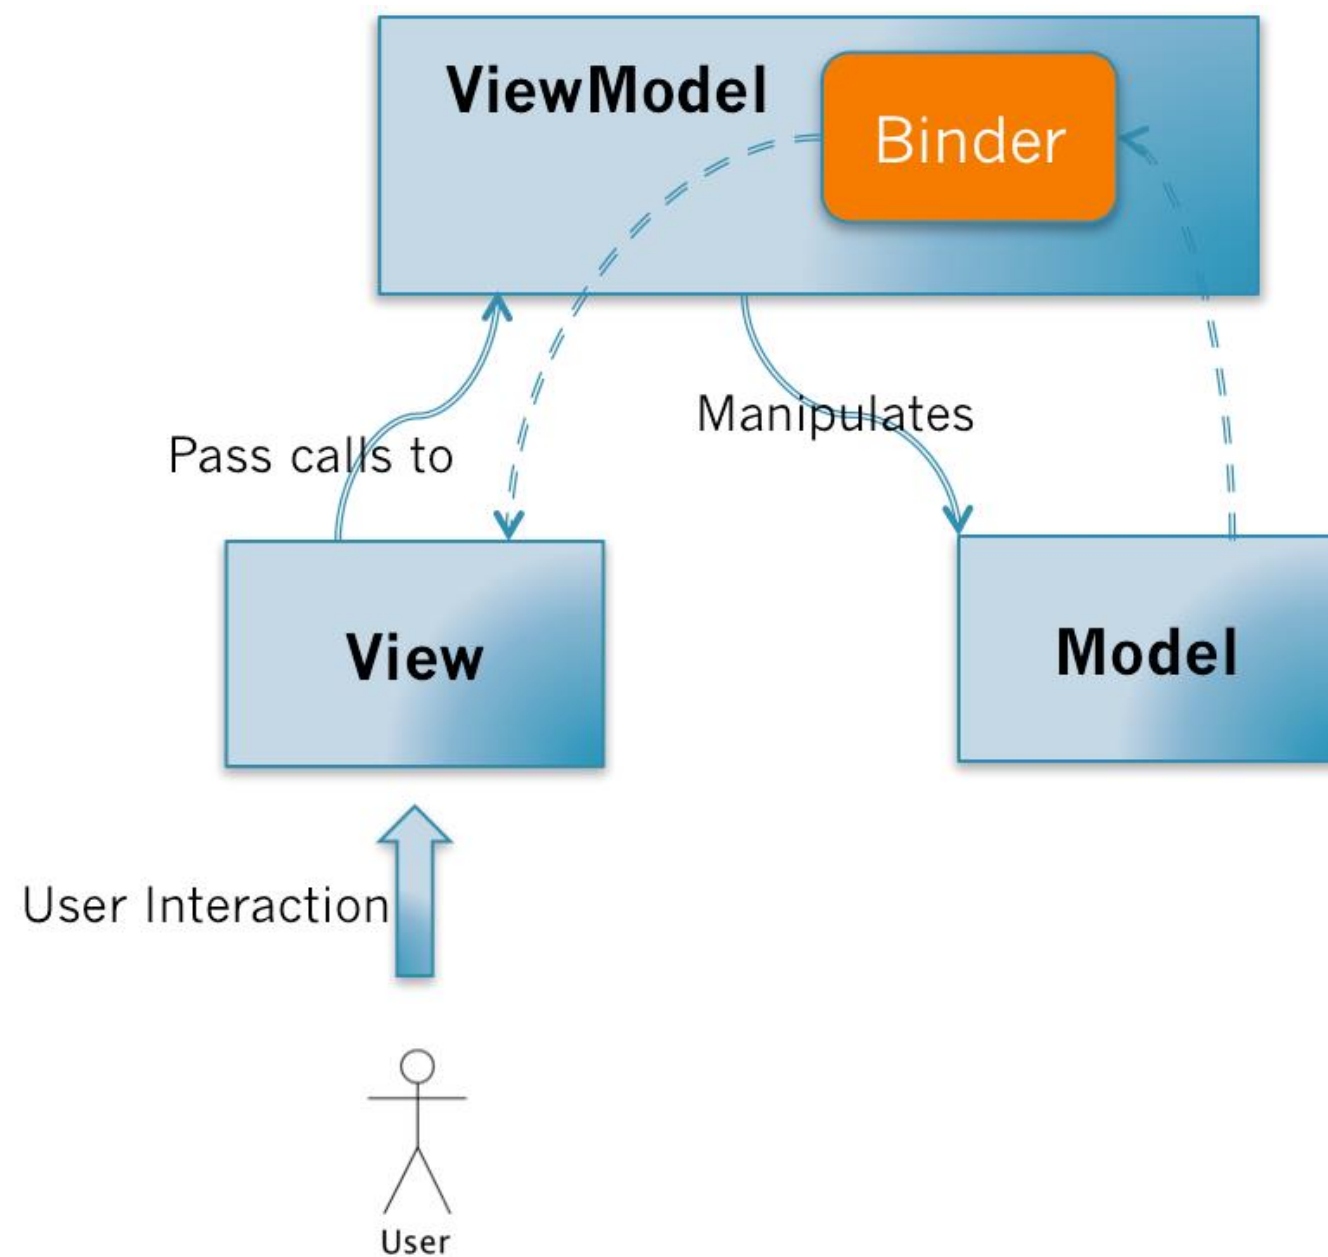 ViewModel
Binder
Manipulates
Pass calls to
View
Model
User Interaction
User